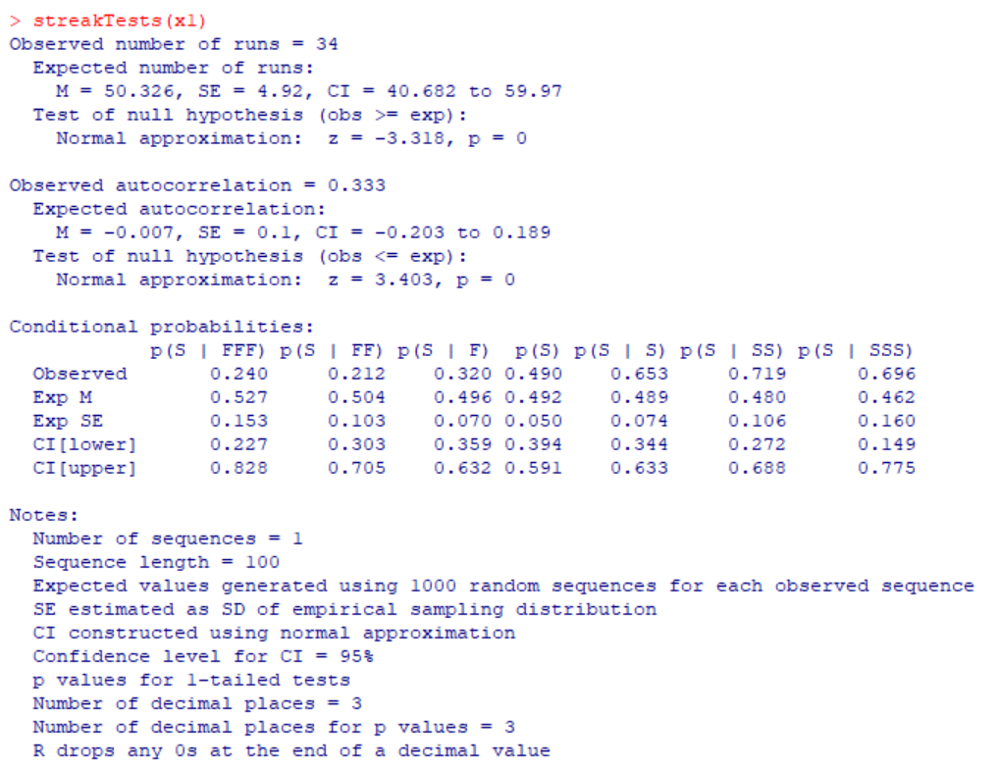 > streakTests(x1)
Observed number of runs = 34
  Expected number of runs:
    M = 50.326, SE = 4.92, CI = 40.682 to 59.97
  Test of null hypothesis (obs >= exp):
    Normal approximation:  z = -3.318, p = 0

Observed autocorrelation = 0.333
  Expected autocorrelation:
    M = -0.007, SE = 0.1, CI = -0.203 to 0.189
  Test of null hypothesis (obs <= exp):
    Normal approximation:  z = 3.403, p = 0

Conditional probabilities:
            p(S | FFF) p(S | FF) p(S | F)  p(S) p(S | S) p(S | SS) p(S | SSS)
  Observed       0.240     0.212    0.320 0.490    0.653     0.719      0.696
  Exp M          0.527     0.504    0.496 0.492    0.489     0.480      0.462
  Exp SE         0.153     0.103    0.070 0.050    0.074     0.106      0.160
  CI[lower]      0.227     0.303    0.359 0.394    0.344     0.272      0.149
  CI[upper]      0.828     0.705    0.632 0.591    0.633     0.688      0.775

Notes:
  Number of sequences = 1
  Sequence length = 100
  Expected values generated using 1000 random sequences for each observed sequence
  SE estimated as SD of empirical sampling distribution
  CI constructed using normal approximation
  Confidence level for CI = 95%
  p values for 1-tailed tests
  Number of decimal places = 3
  Number of decimal places for p values = 3
  R drops any 0s at the end of a decimal value